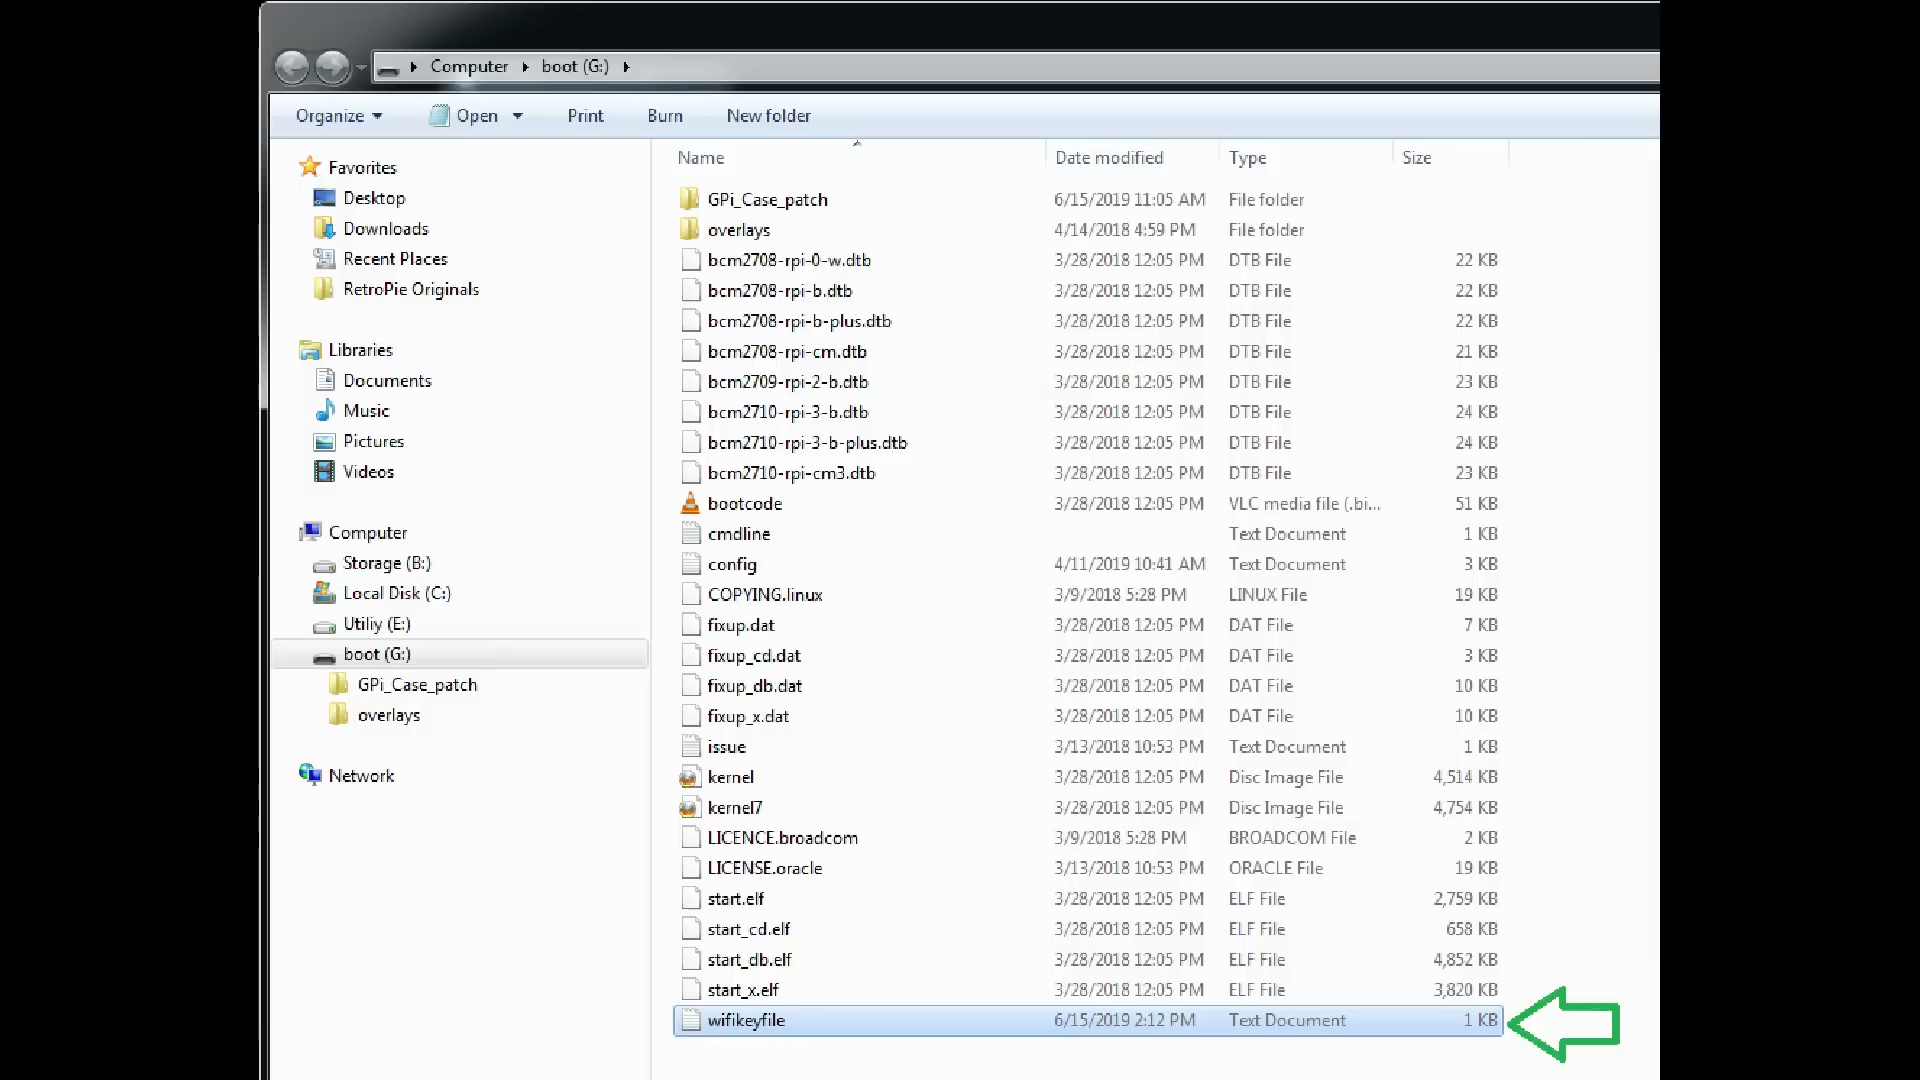 Computer boot (G:)
Organize Open Print Burn New folder
Favorites
Desktop
Downloads
Recent Places
RetroPie Originals
Libraries
Documents
Music
Pictures
Videos
Computer
Storage (B:)
Local Disk (C:)
Utiliy (E:)
boot (G:)
GPi_Case_patch
overlays
Network
Name Date modified Type Size
GPi_Case_patch 6/15/2019 11:05 AM File folder
overlays 4/14/2018 4:59 PM File folder
bcm2708-rpi-0-w.dtb 3/28/2018 12:05 PM DTB File 22 KB
bcm2708-rpi-b.dtb 3/28/2018 12:05 PM DTB File 22 KB
bcm2708-rpi-b-plus.dtb 3/28/2018 12:05 PM DTB File 22 KB
bcm2708-rpi-cm.dtb 3/28/2018 12:05 PM DTB File 21 KB
bcm2709-rpi-2-b.dtb 3/28/2018 12:05 PM DTB File 23 KB
bcm2710-rpi-3-b.dtb 3/28/2018 12:05 PM DTB File 24 KB
bcm2710-rpi-3-b-plus.dtb 3/28/2018 12:05 PM DTB File 24 KB
bcm2710-rpi-cm3.dtb 3/28/2018 12:05 PM DTB File 23 KB
bootcode 3/28/2018 12:05 PM VLC media file (.bi... 51 KB
cmdline Text Document 1 KB
config 4/11/2019 10:41 AM Text Document 3 KB
COPYING.linux 3/9/2018 5:28 PM LINUX File 19 KB
fixup.dat 3/28/2018 12:05 PM DAT File 7 KB
fixup_cd.dat 3/28/2018 12:05 PM DAT File 3 KB
fixup_db.dat 3/28/2018 12:05 PM DAT File 10 KB
fixup_x.dat 3/28/2018 12:05 PM DAT File 10 KB
issue 3/13/2018 10:53 PM Text Document 1 KB
kernel 3/28/2018 12:05 PM Disc Image File 4,514 KB
kernel7 3/28/2018 12:05 PM Disc Image File 4,754 KB
LICENCE.broadcom 3/9/2018 5:28 PM BROADCOM File 2 KB
LICENSE.oracle 3/13/2018 10:53 PM ORACLE File 19 KB
start.elf 3/28/2018 12:05 PM ELF File 2,759 KB
start_cd.elf 3/28/2018 12:05 PM ELF File 658 KB
start_db.elf 3/28/2018 12:05 PM ELF File 4,852 KB
start_x.elf 3/28/2018 12:05 PM ELF File 3,820 KB
wifikeyfile 6/15/2019 2:12 PM Text Document 1 KB